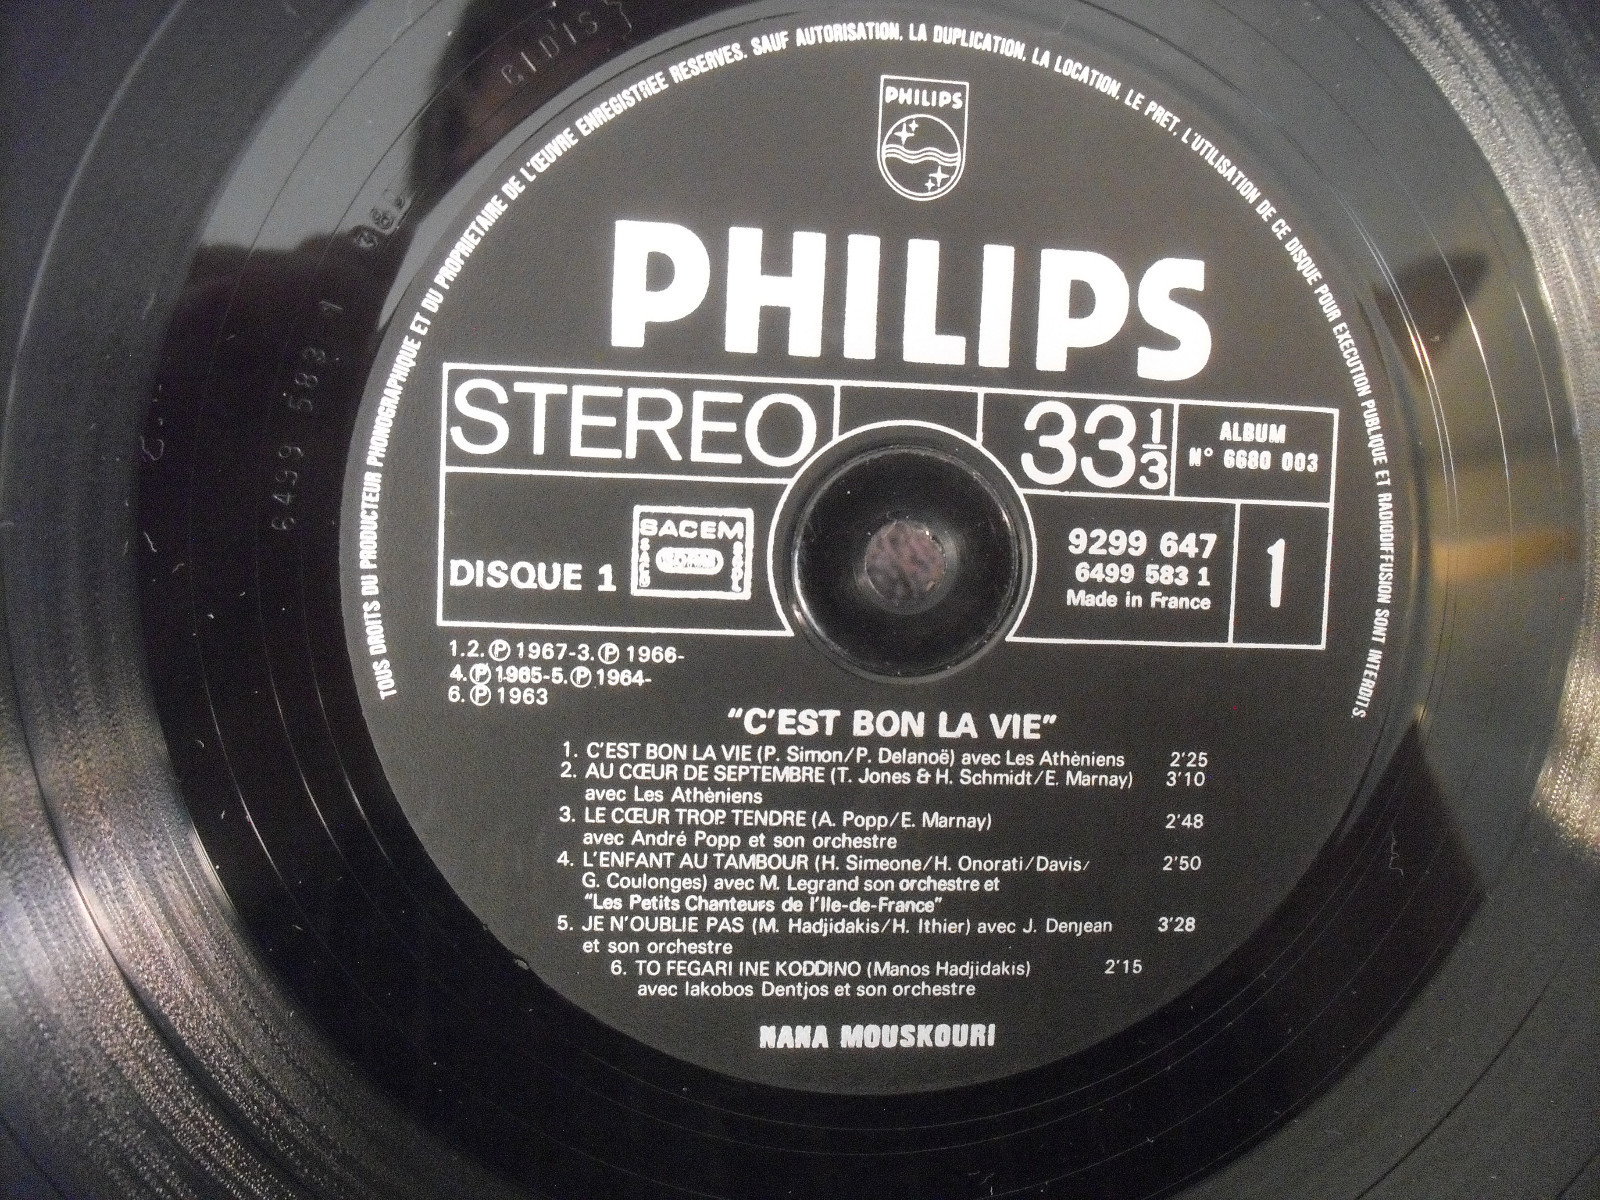 TOUS DROITS DU PRODUCTEUR PHONOGRAPHIQUE ET DU PROPRIETAIRE DE L'ŒUVRE ENREGISTREE RESERVES. SAUF AUTORISATION, LA DUPLICATION, LA LOCATION, LE PRET, L'UTILISATION DE CE DISQUE POUR EXECUTION PUBLIQUE ET RADIODIFFUSION SONT INTERDITS.
PHILIPS
PHILIPS
STEREO
33 1/3
ALBUM
N° 6680 003
DISQUE 1
SACEM
9299 647
6499 583 1
Made in France
1
1.2.Ⓟ 1967-3.Ⓟ 1966-
4.Ⓟ 1965-5.Ⓟ 1964-
6.Ⓟ 1963
"C'EST BON LA VIE"
1. C'EST BON LA VIE (P. Simon/P. Delanoë) avec Les Athèniens 2'25
2. AU CŒUR DE SEPTEMBRE (T. Jones & H. Schmidt/E. Marnay) 3'10
avec Les Athèniens
3. LE CŒUR TROP TENDRE (A. Popp/E. Marnay) 2'48
avec André Popp et son orchestre
4. L'ENFANT AU TAMBOUR (H. Simeone/H. Onorati/Davis/ 2'50
G. Coulonges) avec M. Legrand son orchestre et
"Les Petits Chanteurs de l'Ile-de-France"
5. JE N'OUBLIE PAS (M. Hadjidakis/H. Ithier) avec J. Denjean 3'28
et son orchestre
6. TO FEGARI INE KODDINO (Manos Hadjidakis) 2'15
avec Iakobos Dentjos et son orchestre
NANA MOUSKOURI
6499 583 1